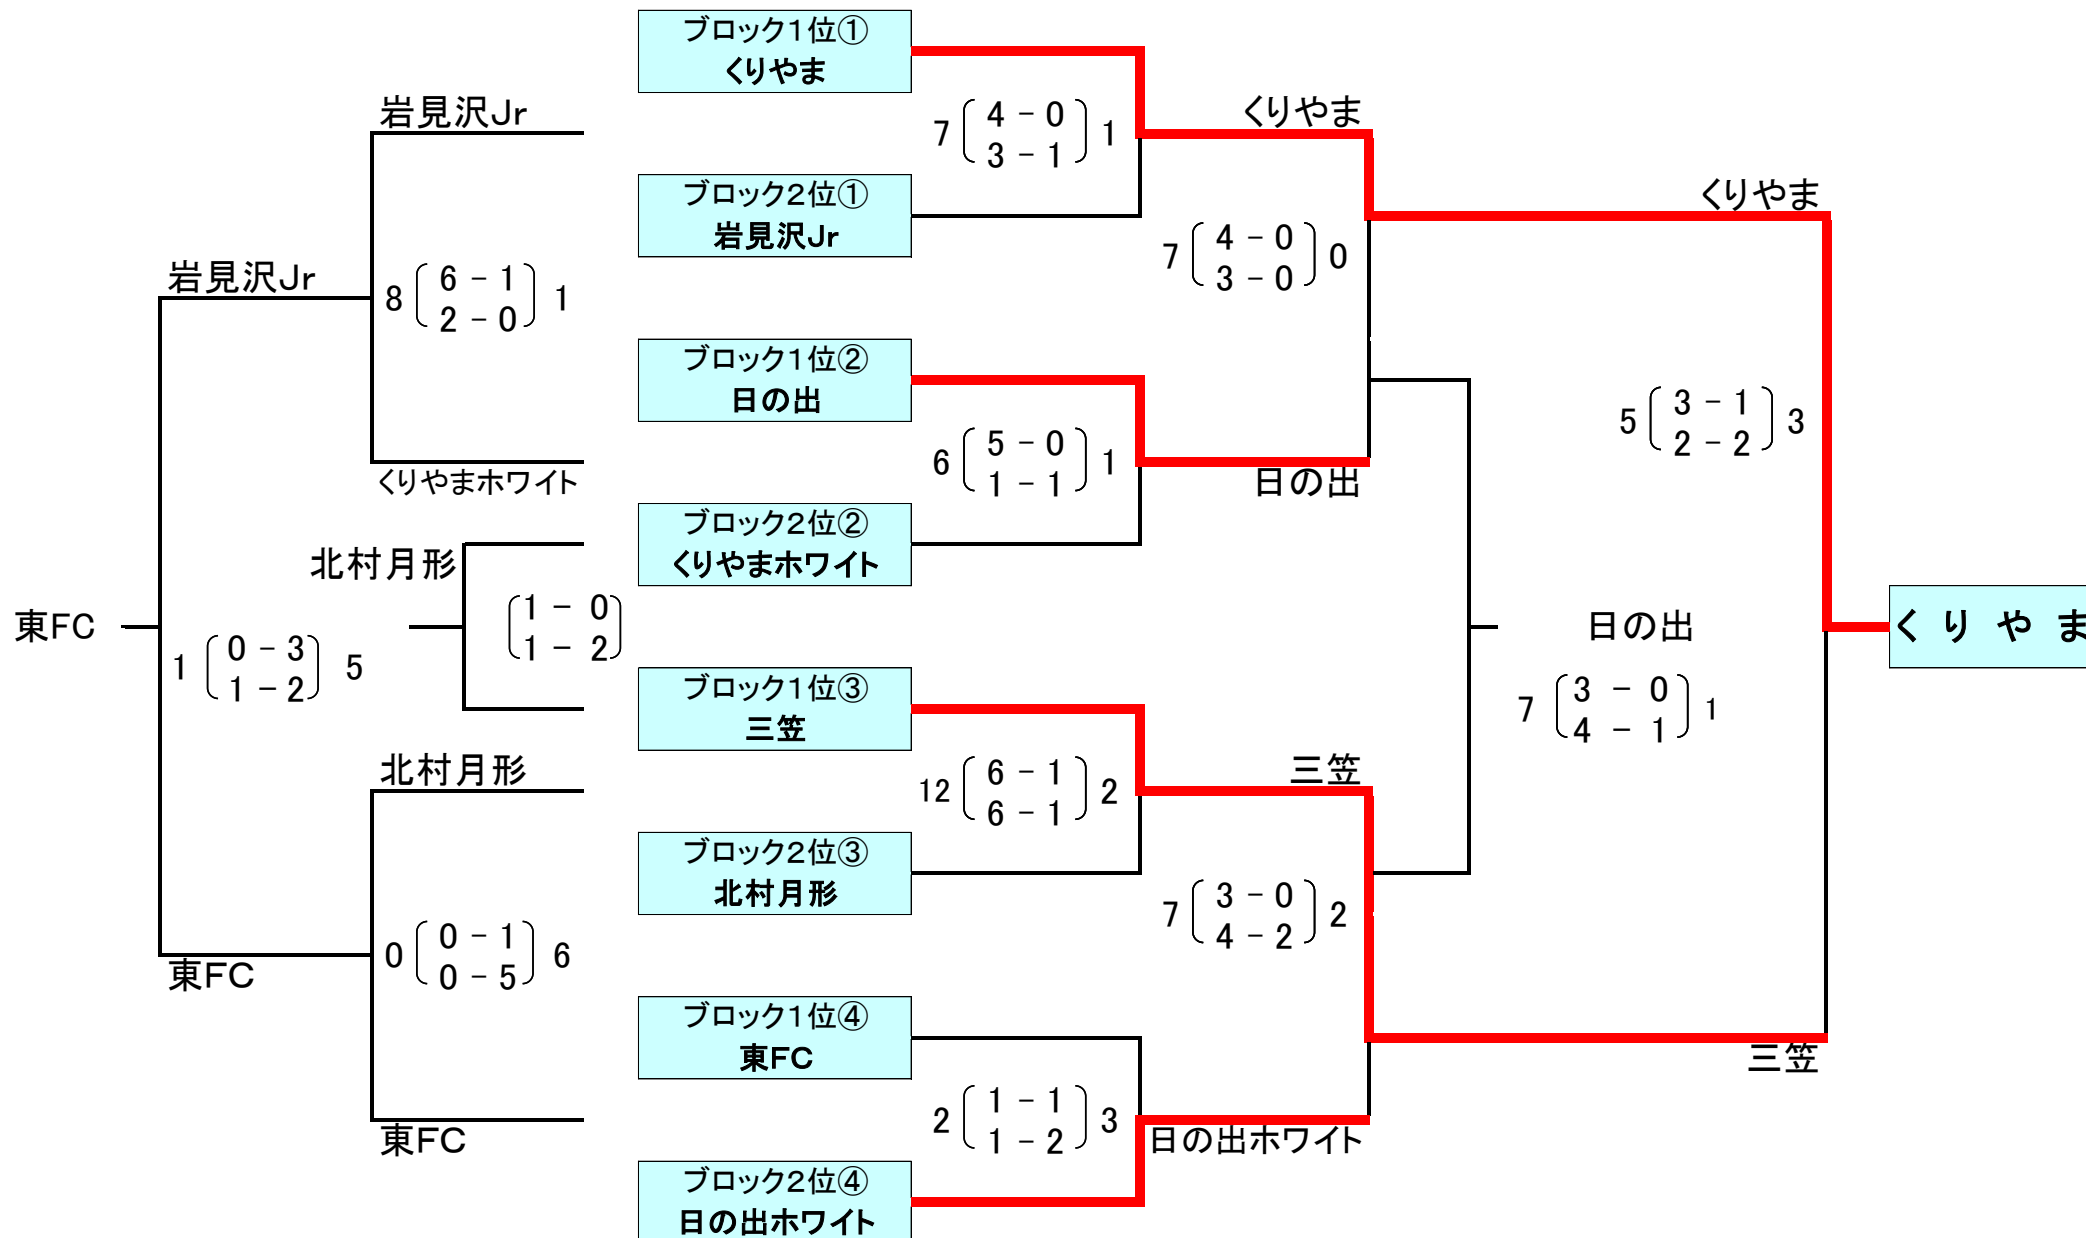 ブロック1位①
くりやま
岩見沢Jr
7 4 - 0 1
3 - 1
くりやま
ブロック2位①
岩見沢Jr
くりやま
岩見沢Jr
8 6 - 1 1
2 - 0
7 4 - 0 0
3 - 0
ブロック1位②
日の出
5 3 - 1 3
2 - 2
くりやまホワイト
6 5 - 0 1
1 - 1
日の出
ブロック2位②
くりやまホワイト
北村月形
1 - 0
1 - 2
東FC
1 0 - 3 5
1 - 2
日の出
7 3 - 0 1
4 - 1
くりやま
ブロック1位③
三笠
北村月形
12 6 - 1 2
6 - 1
三笠
ブロック2位③
北村月形
0 0 - 1 6
0 - 5
7 3 - 0 2
4 - 2
東FC
ブロック1位④
東FC
三笠
東FC
2 1 - 1 3
1 - 2
日の出ホワイト
ブロック2位④
日の出ホワイト